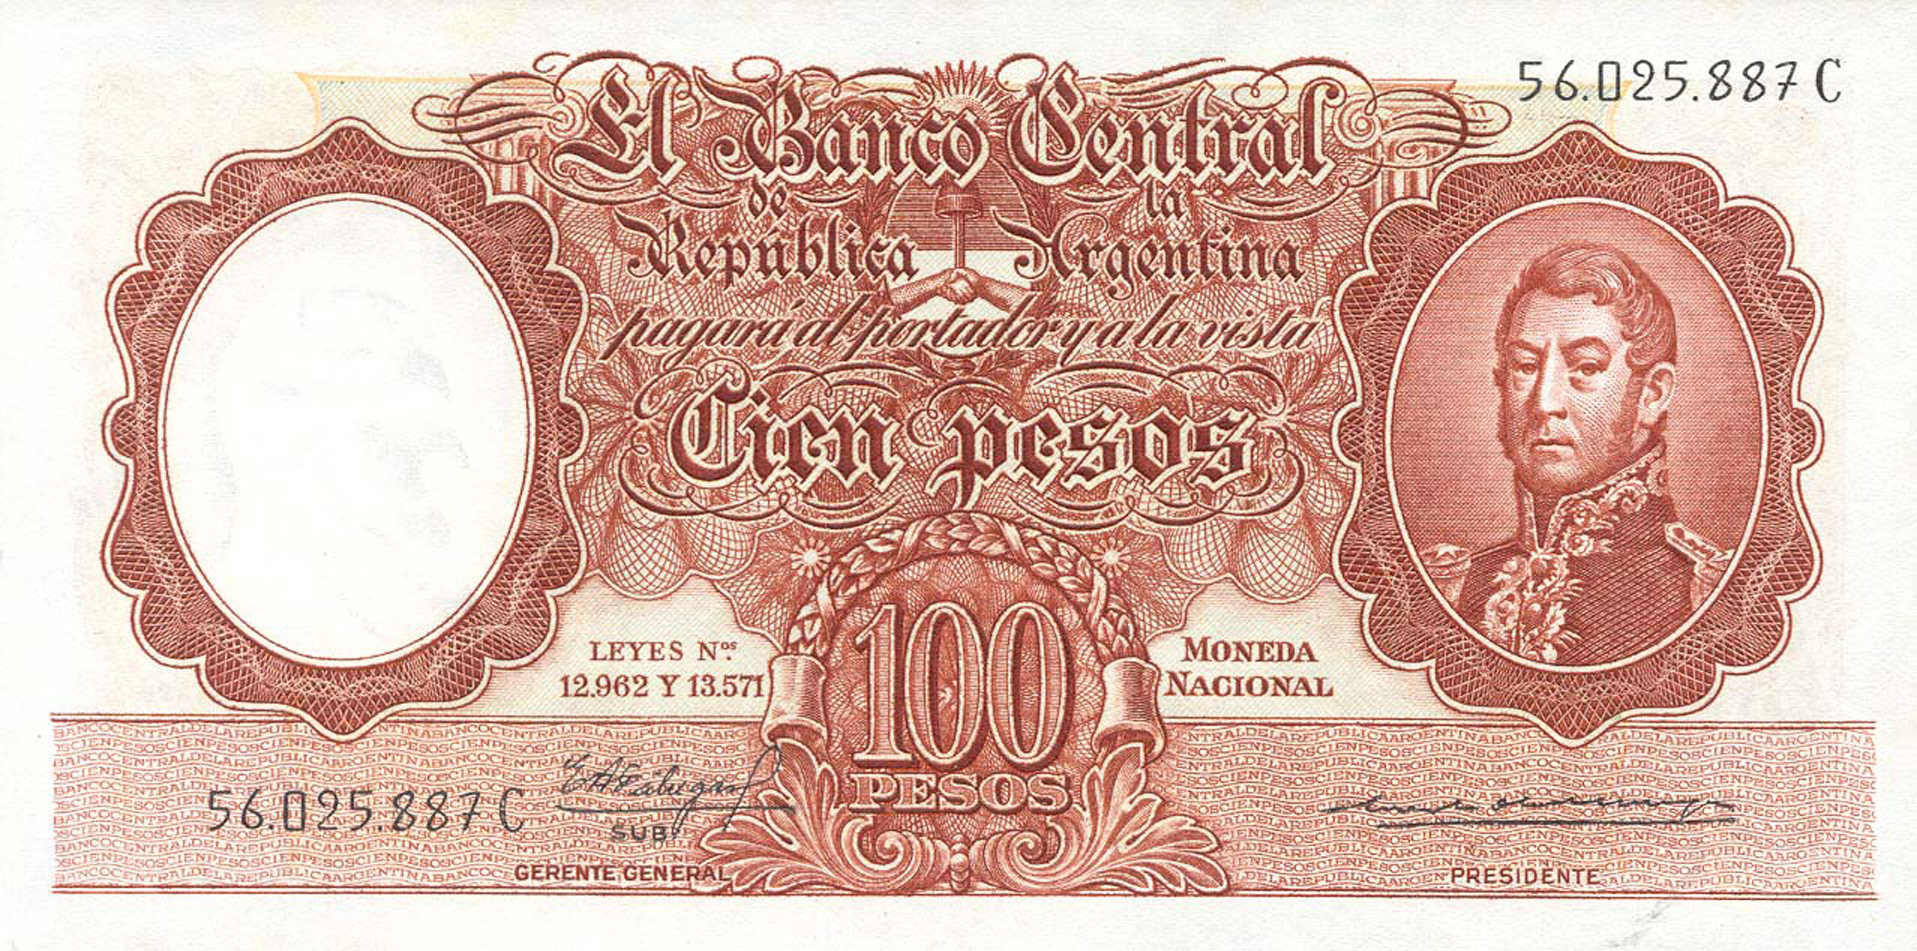 56.025.887 C
El Banco Central
de la
República Argentina
pagará al portador y a la vista
Cien pesos
LEYES Nos.
12.962 Y 13.571
MONEDA
NACIONAL
100
PESOS
56.025.887 C
SUB
GERENTE GENERAL
PRESIDENTE